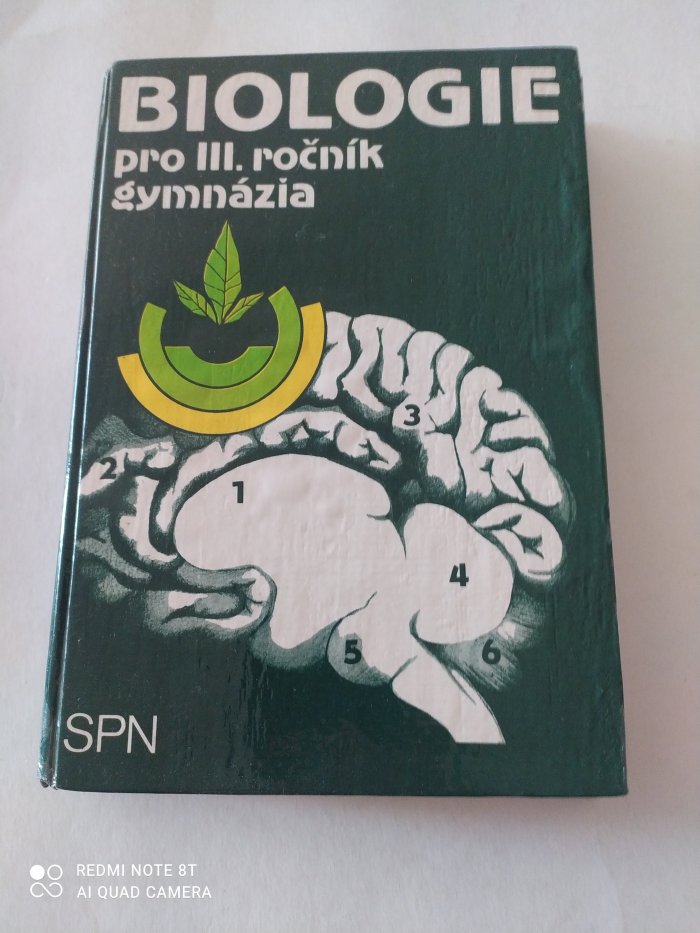 BIOLOGIE
pro III. ročník
gymnázia
3
2
1
4
5
6
SPN
REDMI NOTE 8T
AI QUAD CAMERA